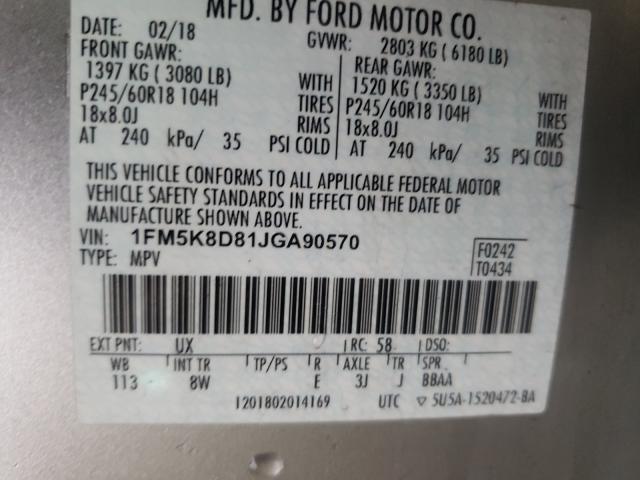 MFD. BY FORD MOTOR CO.
DATE: 02/18 GVWR: 2803 KG ( 6180 LB)
FRONT GAWR: REAR GAWR:
1397 KG ( 3080 LB) WITH 1520 KG ( 3350 LB) WITH
P245/60R18 104H TIRES P245/60R18 104H TIRES
18x8.0J RIMS 18x8.0J RIMS
AT 240 kPa/ 35 PSI COLD AT 240 kPa/ 35 PSI COLD
THIS VEHICLE CONFORMS TO ALL APPLICABLE FEDERAL MOTOR
VEHICLE SAFETY STANDARDS IN EFFECT ON THE DATE OF
MANUFACTURE SHOWN ABOVE.
VIN: 1FM5K8D81JGA90570 F0242
TYPE: MPV T0434
EXT PNT: UX RC: 58 DSO:
WB INT TR TP/PS R AXLE TR SPR
113 8W E 3J J BBAA
1201802014169 UTC ▽ 5U5A-1520472-BA